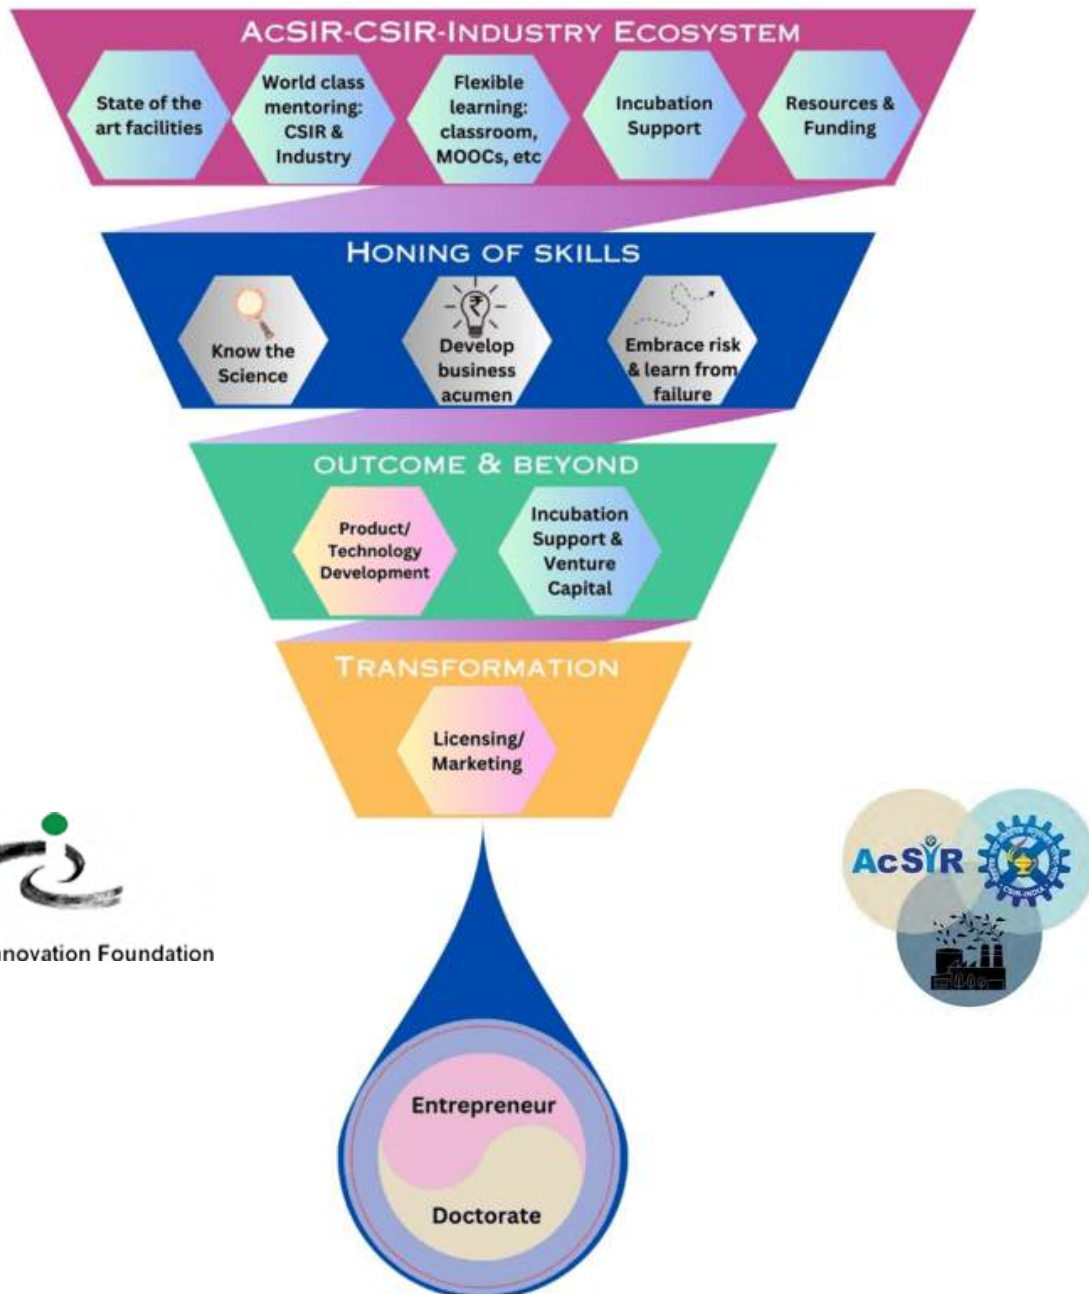 AcSIR-CSIR-Industry Ecosystem
State of the
art facilities
World class
mentoring:
CSIR &
Industry
Flexible
learning:
classroom,
MOOCs, etc
Incubation
Support
Resources &
Funding
Honing of skills
Know the
Science
₹
Develop
business
acumen
Embrace risk
& learn from
failure
OUTCOME & BEYOND
Product/
Technology
Development
Incubation
Support &
Venture
Capital
Transformation
Licensing/
Marketing
nnovation Foundation
AcSIR
CSIR-INDIA
Entrepreneur
Doctorate